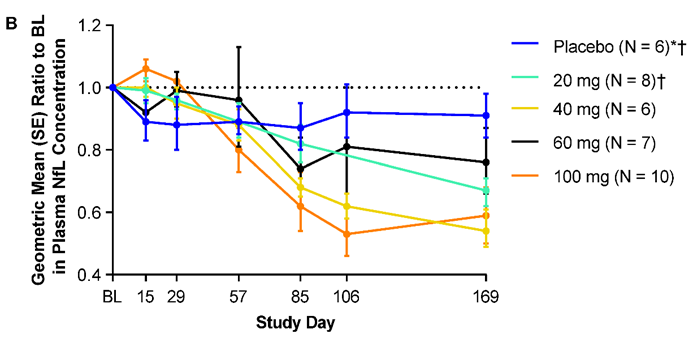 B
Geometric Mean (SE) Ratio to BL
in Plasma NfL Concentration
1.2
1.0
0.8
0.6
0.4
BL 15 29 57 85 106 169
Study Day
Placebo (N = 6)*†
20 mg (N = 8)†
40 mg (N = 6)
60 mg (N = 7)
100 mg (N = 10)